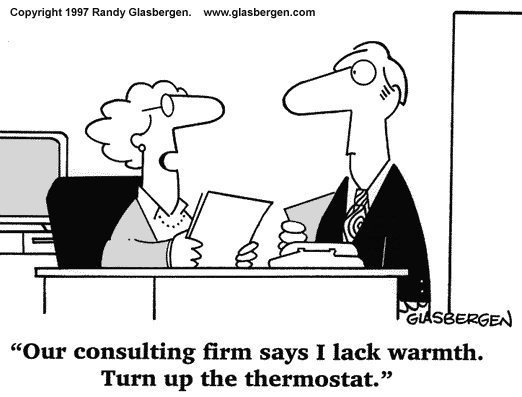 Copyright 1997 Randy Glasbergen.    www.glasbergen.com
GLASBERGEN
“Our consulting firm says I lack warmth.
Turn up the thermostat.”